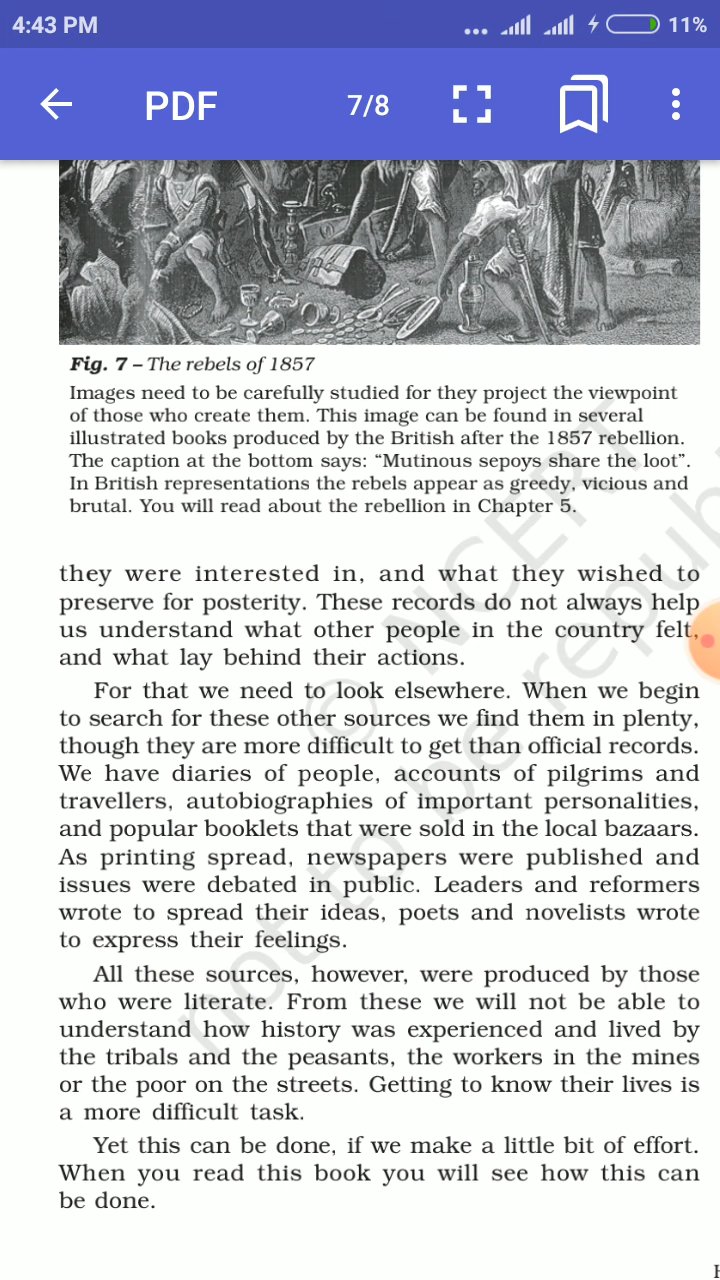 4:43 PM
11%
PDF
7/8
Fig. 7 – The rebels of 1857
Images need to be carefully studied for they project the viewpoint
of those who create them. This image can be found in several
illustrated books produced by the British after the 1857 rebellion.
The caption at the bottom says: “Mutinous sepoys share the loot”.
In British representations the rebels appear as greedy, vicious and
brutal. You will read about the rebellion in Chapter 5.
they were interested in, and what they wished to
preserve for posterity. These records do not always help
us understand what other people in the country felt,
and what lay behind their actions.
For that we need to look elsewhere. When we begin
to search for these other sources we find them in plenty,
though they are more difficult to get than official records.
We have diaries of people, accounts of pilgrims and
travellers, autobiographies of important personalities,
and popular booklets that were sold in the local bazaars.
As printing spread, newspapers were published and
issues were debated in public. Leaders and reformers
wrote to spread their ideas, poets and novelists wrote
to express their feelings.
All these sources, however, were produced by those
who were literate. From these we will not be able to
understand how history was experienced and lived by
the tribals and the peasants, the workers in the mines
or the poor on the streets. Getting to know their lives is
a more difficult task.
Yet this can be done, if we make a little bit of effort.
When you read this book you will see how this can
be done.
© NCERT
not to be republ